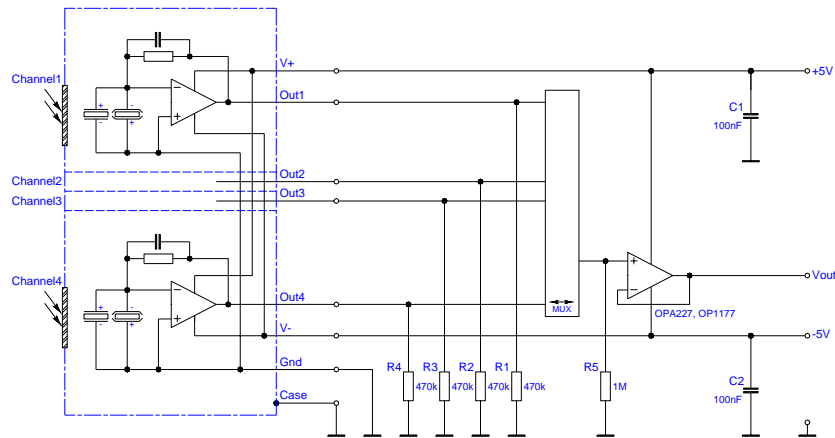 V+
+5V
Channel1
Out1
C1
100nF
+
-
-
+
-
+
Channel2
Out2
Channel3
Out3
+
-
Vout
Channel4
Out4
MUX
OPA227, OP1177
+
-
-
+
-
+
V-
-5V
Gnd
R4
R3
R2
R1
R5
C2
470k
470k
470k
470k
1M
100nF
Case